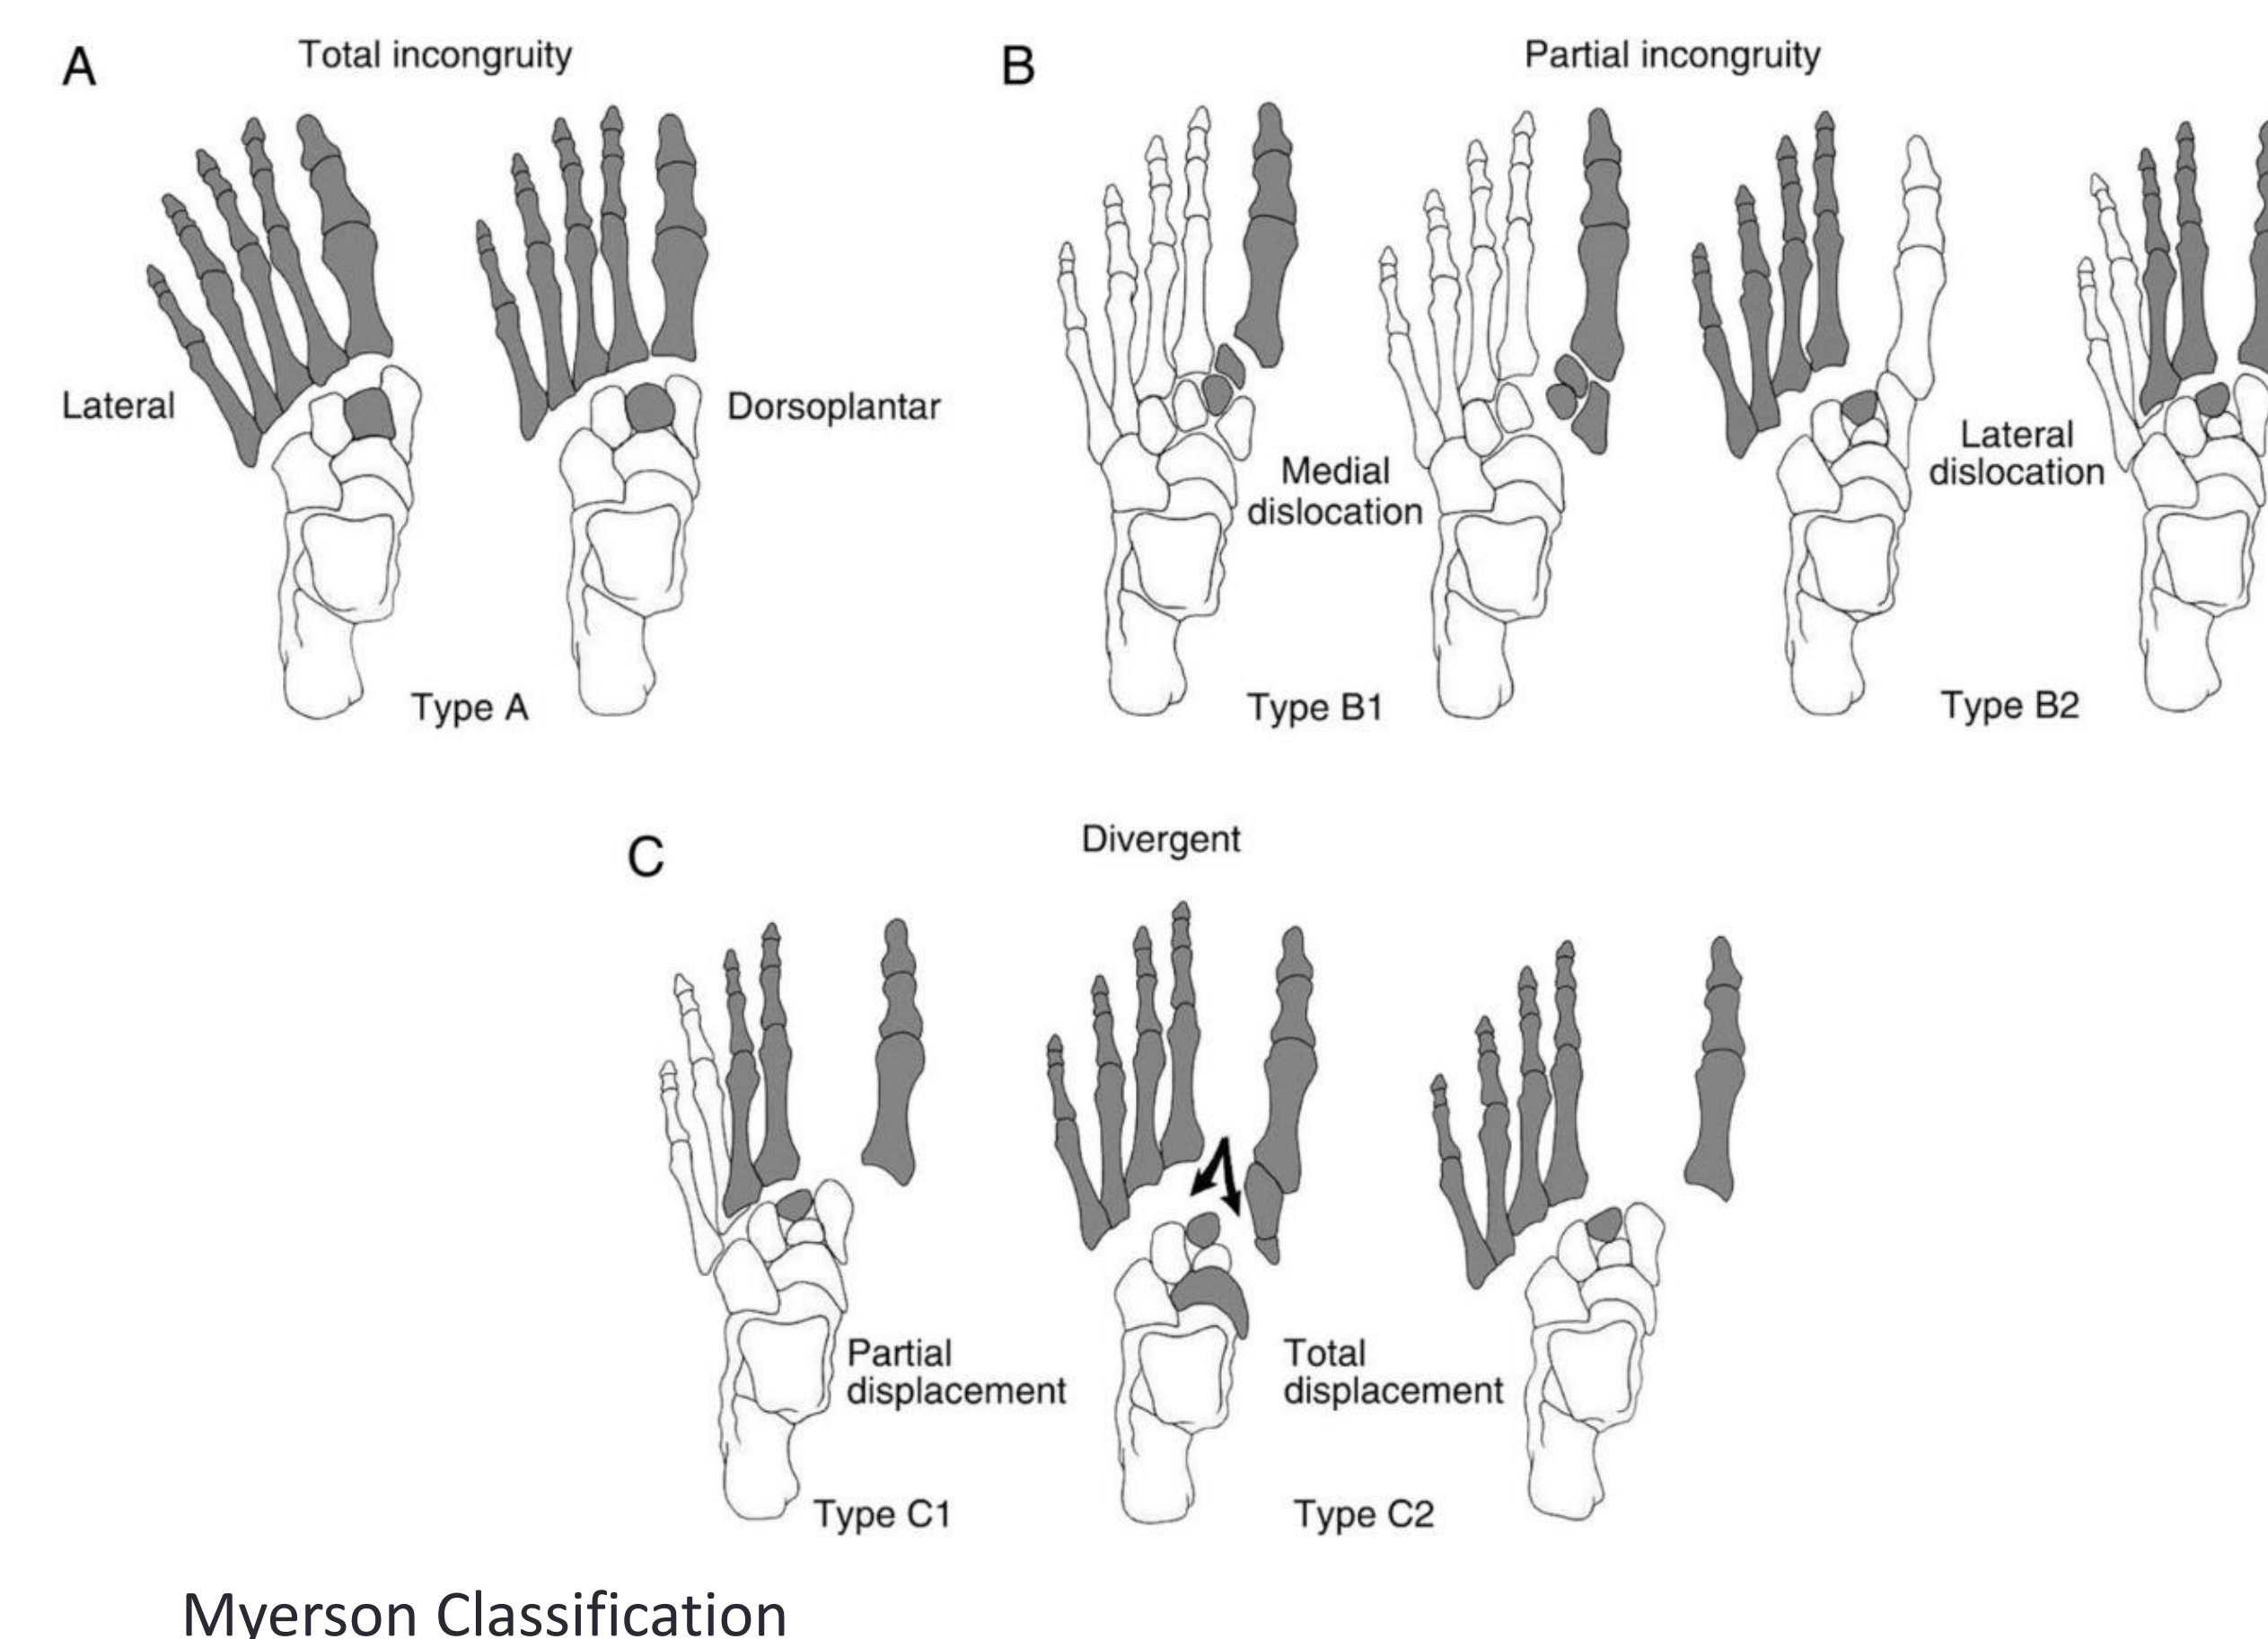 A
Total incongruity
Lateral
Dorsoplantar
Type A
B
Partial incongruity
Medial
dislocation
Lateral
dislocation
Type B1
Type B2
C
Divergent
Partial
displacement
Total
displacement
Type C1
Type C2
Myerson Classification